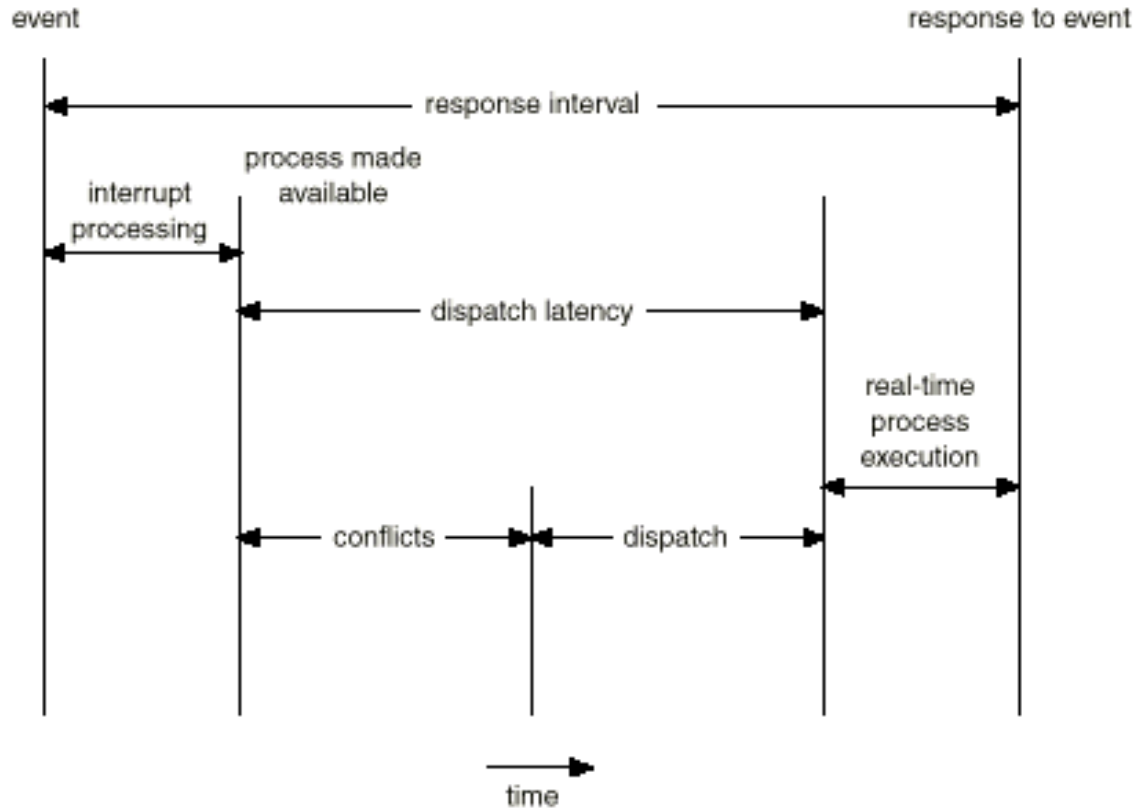 event
response to event
response interval
process made
available
interrupt
processing
dispatch latency
real-time
process
execution
conflicts
dispatch
time